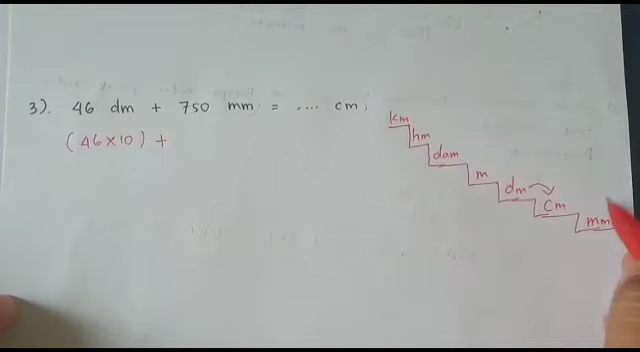 3). 46 dm + 750 mm = .... cm.
(46 x 10) +
km
hm
dam
m
dm
cm
mm